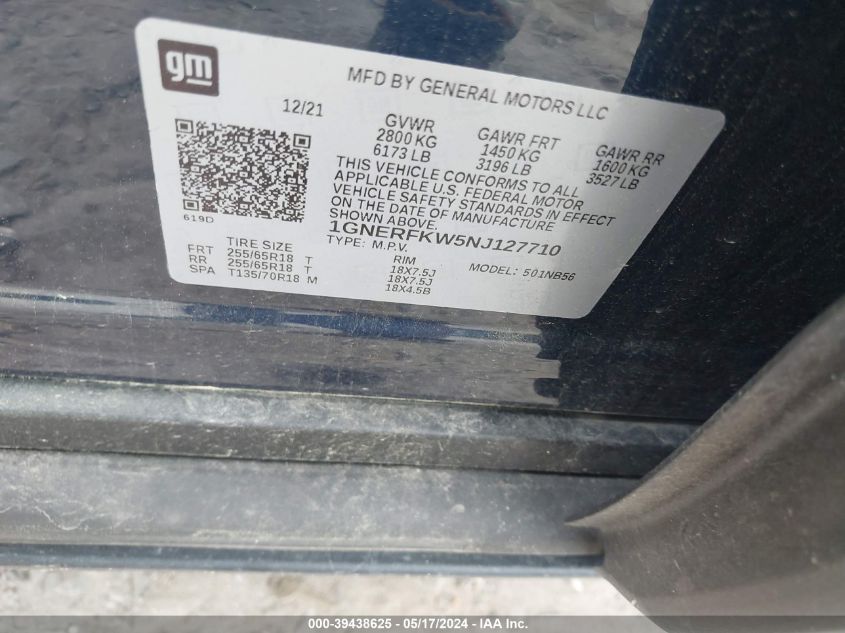 gm
MFD BY GENERAL MOTORS LLC
12/21
GVWR GAWR FRT GAWR RR
2800 KG 1450 KG 1600 KG
6173 LB 3196 LB 3527 LB
THIS VEHICLE CONFORMS TO ALL
APPLICABLE U.S. FEDERAL MOTOR
VEHICLE SAFETY STANDARDS IN EFFECT
ON THE DATE OF MANUFACTURE
SHOWN ABOVE.
619D
1GNERFKW5NJ127710
TYPE: M.P.V. MODEL: 501NB56
TIRE SIZE RIM
FRT 255/65R18 T 18X7.5J
RR 255/65R18 T 18X7.5J
SPA T135/70R18 M 18X4.5B
000-39438625 - 05/17/2024 - IAA Inc.